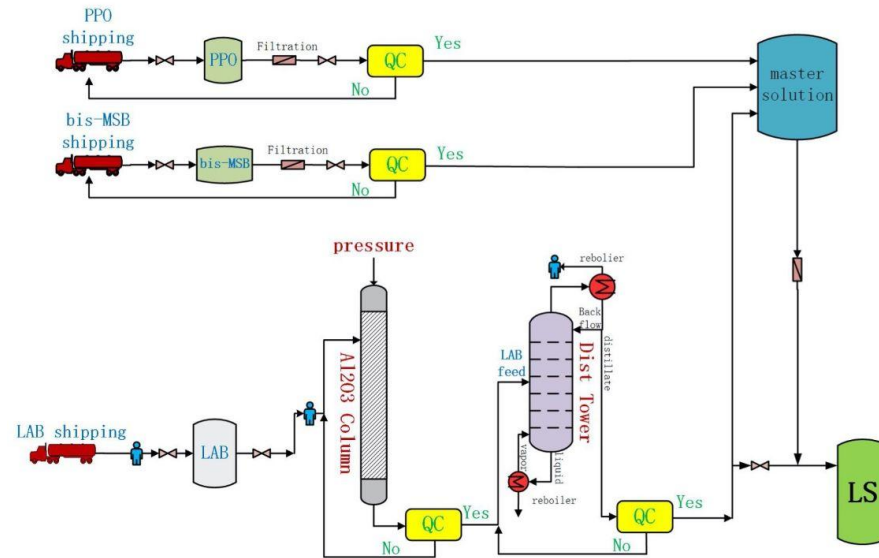 PPO
shipping
PPO
Filtration
QC
Yes
No
master
solution
bis-MSB
shipping
bis-MSB
Filtration
QC
Yes
No
pressure
Al2O3 Column
rebolier
Back
flow
distillate
LAB
feed
Dist Tower
vapor
liquid
reboiler
LAB shipping
LAB
QC
Yes
No
QC
Yes
No
LS